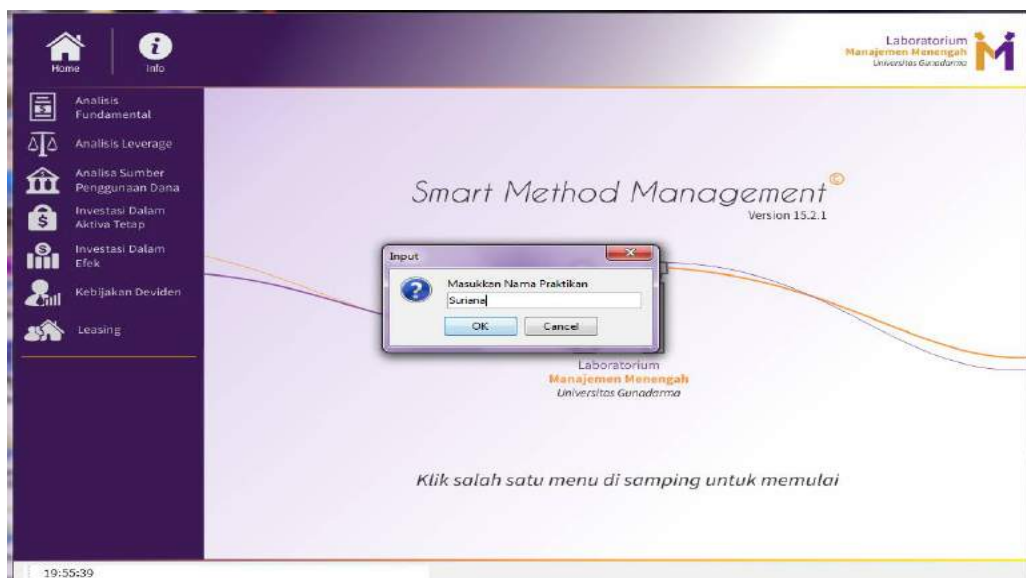 Home
Info
Laboratorium
Manajemen Menengah
Universitas Gunadarma
Analisis
Fundamental
Analisis Leverage
Analisa Sumber
Penggunaan Dana
Investasi Dalam
Aktiva Tetap
Investasi Dalam
Efek
Kebijakan Deviden
Leasing
Smart Method Management©
Version 15.2.1
Input
Masukkan Nama Praktikan
Suriana
OK
Cancel
Laboratorium
Manajemen Menengah
Universitas Gunadarma
Klik salah satu menu di samping untuk memulai
19:55:39